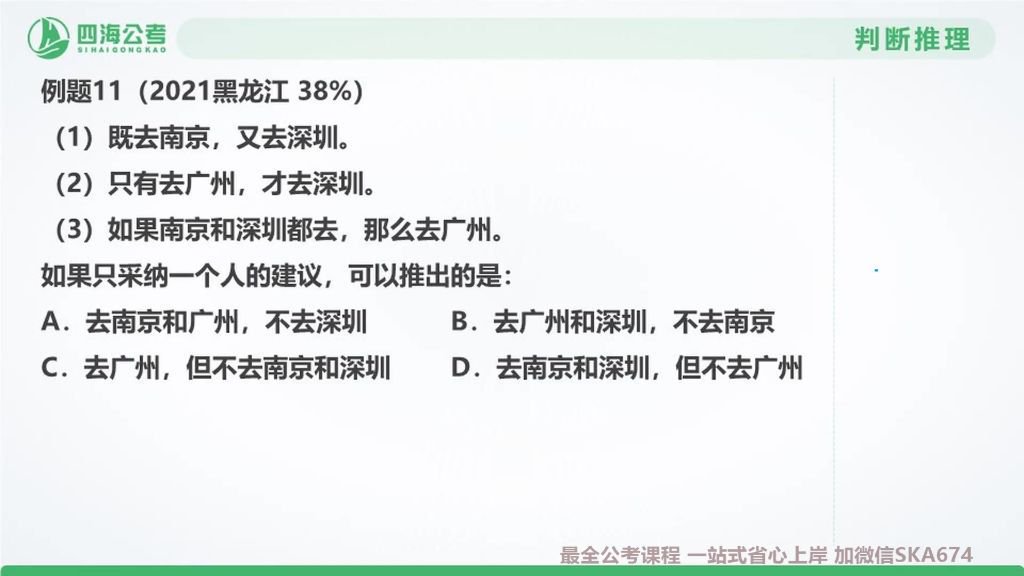 四海公考
SIHAIGONGKAO
判断推理
例题11（2021黑龙江 38%）
（1）既去南京，又去深圳。
（2）只有去广州，才去深圳。
（3）如果南京和深圳都去，那么去广州。
如果只采纳一个人的建议，可以推出的是：
A．去南京和广州，不去深圳 B．去广州和深圳，不去南京
C．去广州，但不去南京和深圳 D．去南京和深圳，但不去广州
最全公考课程 一站式省心上岸 加微信SKA674